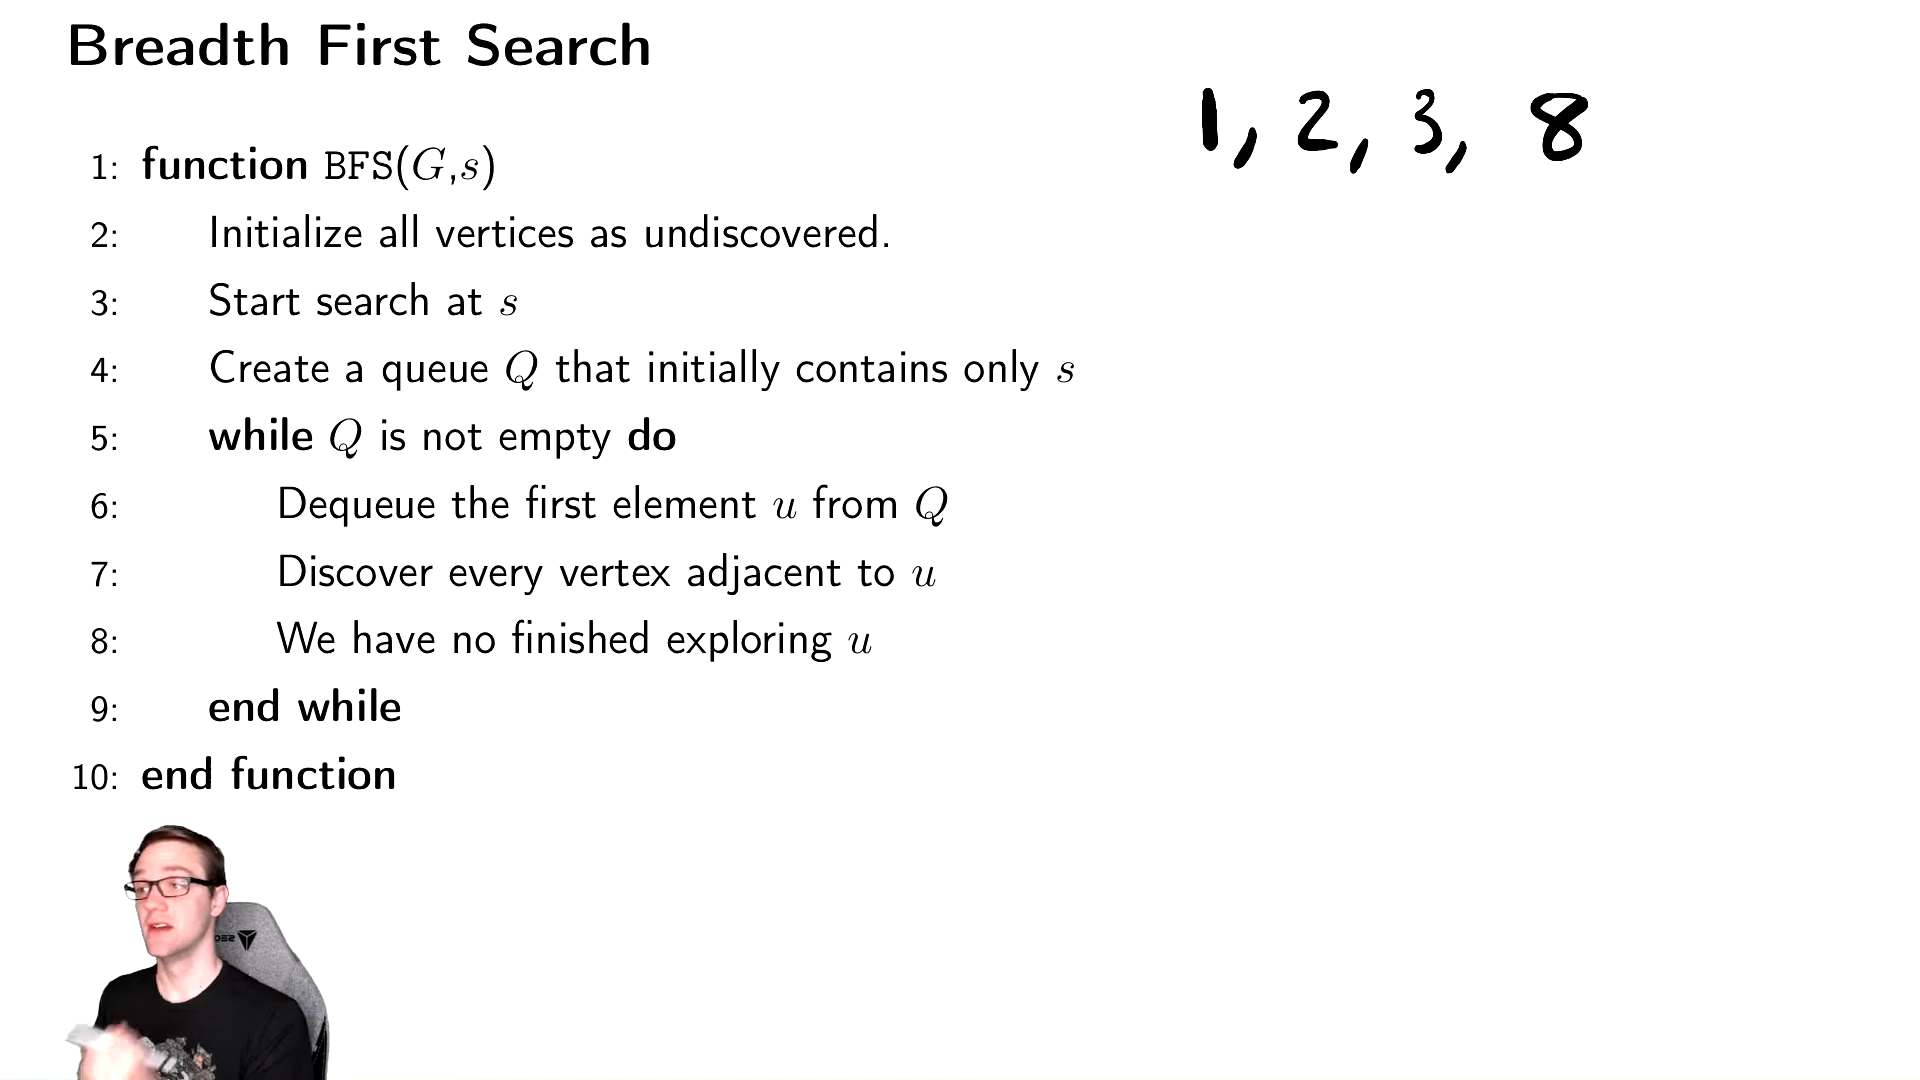 Breadth First Search
1, 2, 3, 8
1: function BFS(G,s)
2: Initialize all vertices as undiscovered.
3: Start search at s
4: Create a queue Q that initially contains only s
5: while Q is not empty do
6: Dequeue the first element u from Q
7: Discover every vertex adjacent to u
8: We have no finished exploring u
9: end while
10: end function